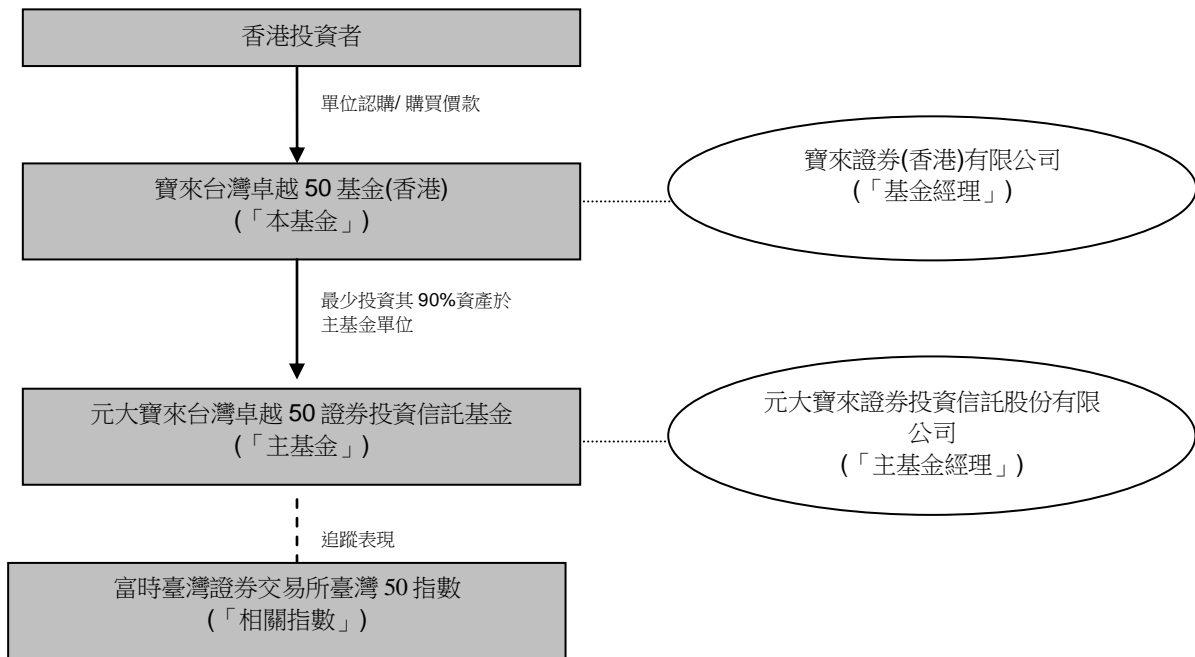 香港投資者
單位認購/ 購買價款
寶來台灣卓越 50 基金(香港)
(「本基金」)
寶來證券(香港)有限公司
(「基金經理」)
最少投資其 90%資產於
主基金單位
元大寶來台灣卓越 50 證券投資信託基金
(「主基金」)
元大寶來證券投資信託股份有限
公司
(「主基金經理」)
追蹤表現
富時臺灣證券交易所臺灣 50 指數
(「相關指數」)